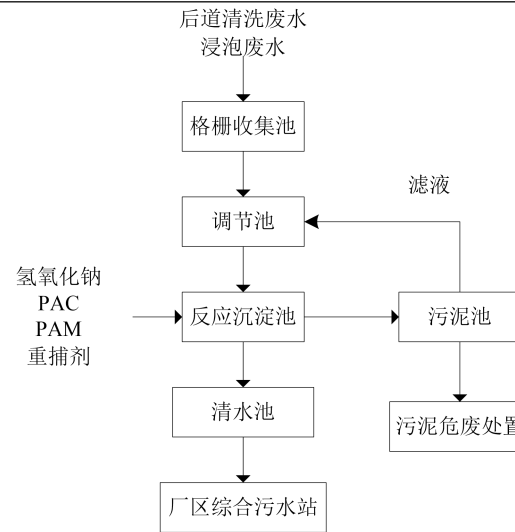 后道清洗废水
浸泡废水
格栅收集池
滤液
调节池
氢氧化钠
PAC
PAM
重捕剂
反应沉淀池
污泥池
清水池
污泥危废处置
厂区综合污水站